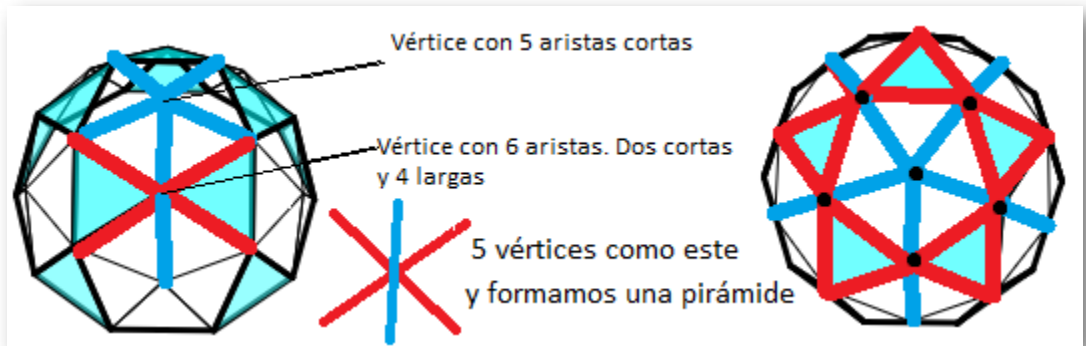 Vértice con 5 aristas cortas
Vértice con 6 aristas. Dos cortas
y 4 largas
5 vértices como este
y formamos una pirámide